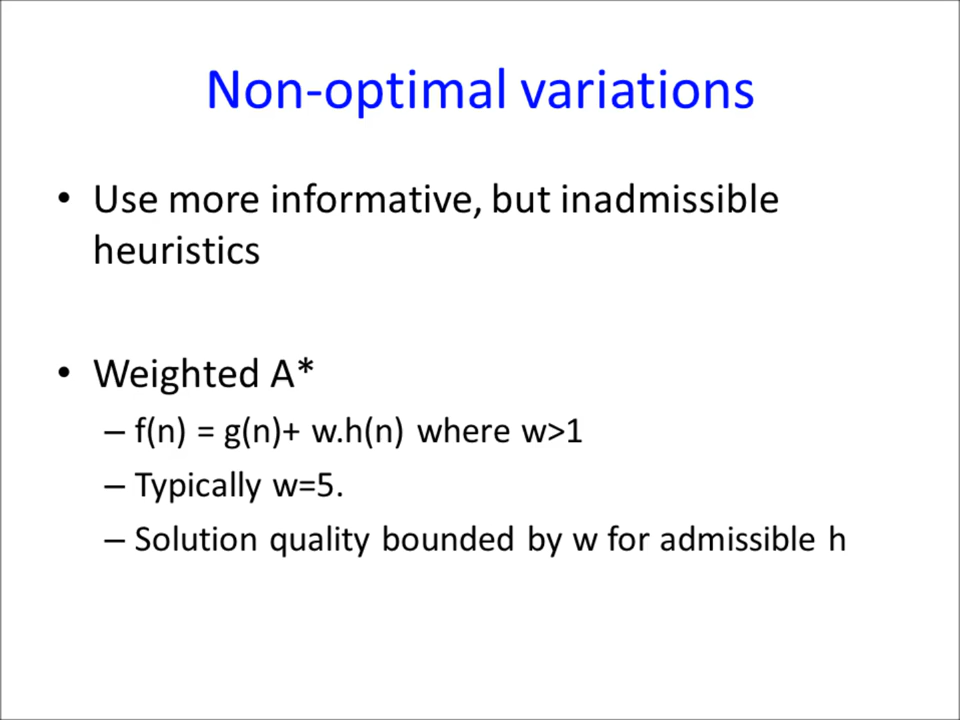 Non-optimal variations
• Use more informative, but inadmissible
heuristics
• Weighted A*
– f(n) = g(n)+ w.h(n) where w>1
– Typically w=5.
– Solution quality bounded by w for admissible h